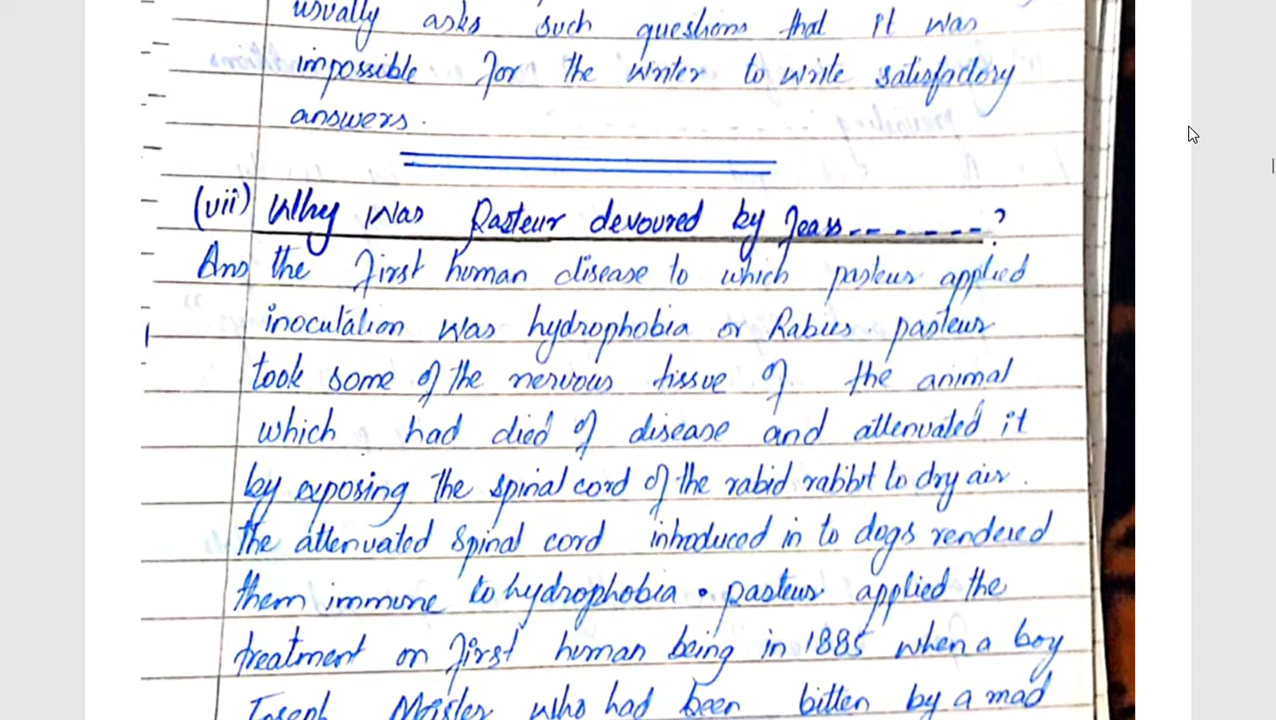 usually asks such questions that it was
impossible for the writer to write satisfactory
answers.
(vii) Why was Pasteur devoured by fears-------?
Ans the first human disease to which pasteur applied
inoculation was hydrophobia or Rabies. pasteur
took some of the nervous tissue of the animal
which had died of disease and attenuated it
by exposing the spinal cord of the rabid rabbit to dry air.
The attenuated spinal cord introduced in to dogs rendered
them immune to hydrophobia. pasteur applied the
treatment on first human being in 1885 when a boy
Joseph Meister who had been bitten by a mad